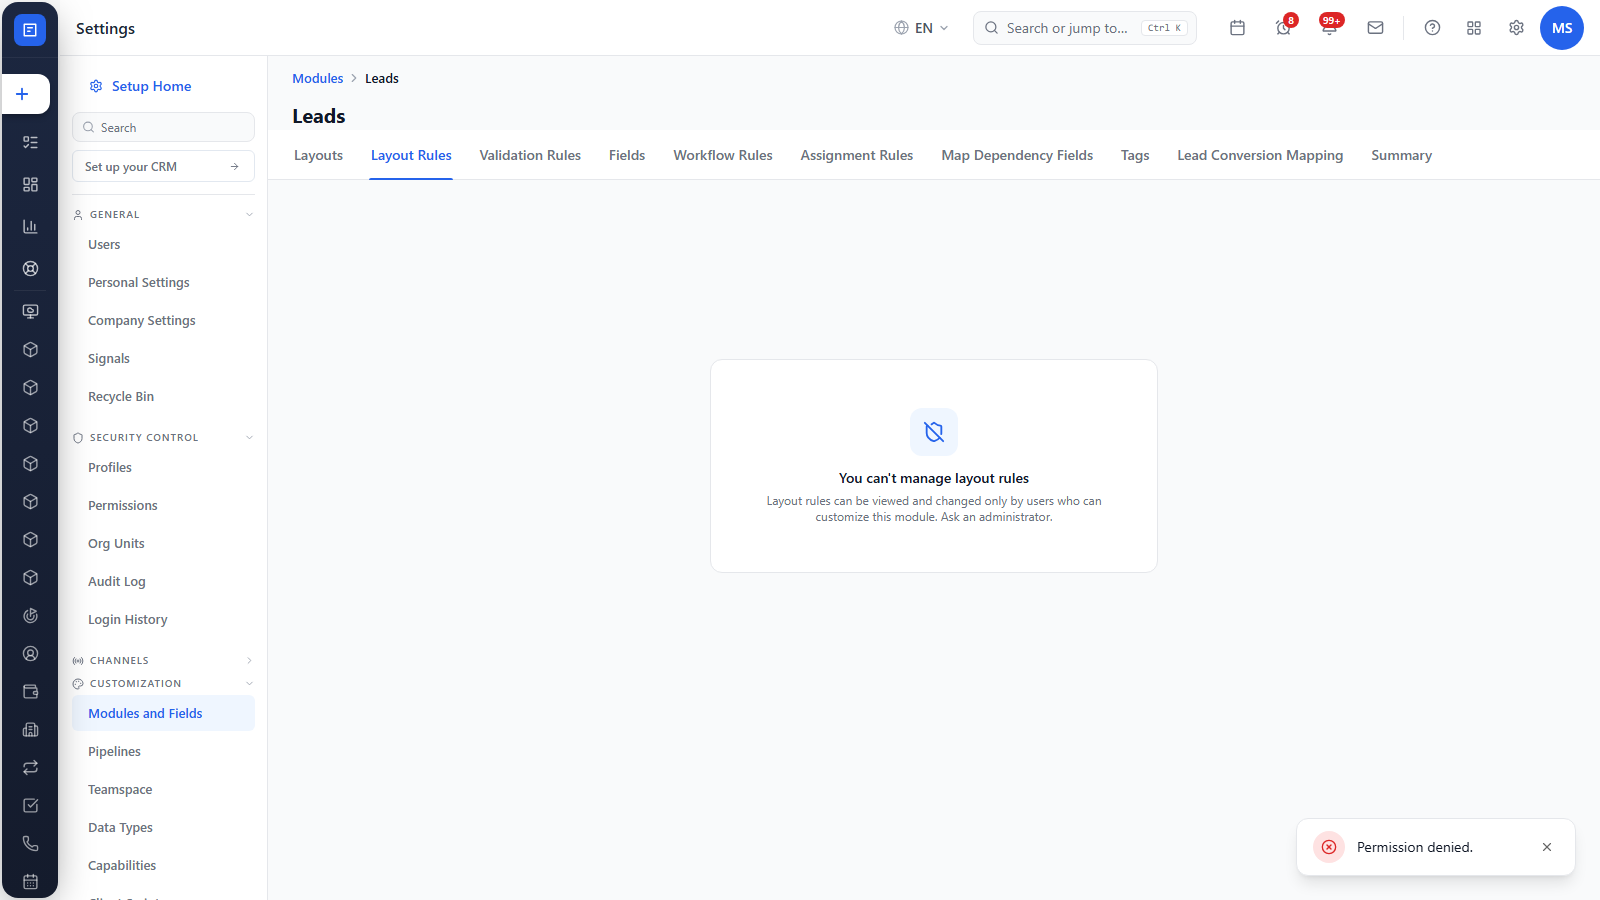 Settings
EN
Search or jump to...
Ctrl K
8
99+
MS
Setup Home
Search
Set up your CRM
GENERAL
Users
Personal Settings
Company Settings
Signals
Recycle Bin
SECURITY CONTROL
Profiles
Permissions
Org Units
Audit Log
Login History
CHANNELS
CUSTOMIZATION
Modules and Fields
Pipelines
Teamspace
Data Types
Capabilities
Modules
Leads
Leads
Layouts
Layout Rules
Validation Rules
Fields
Workflow Rules
Assignment Rules
Map Dependency Fields
Tags
Lead Conversion Mapping
Summary
You can't manage layout rules
Layout rules can be viewed and changed only by users who can
customize this module. Ask an administrator.
Permission denied.